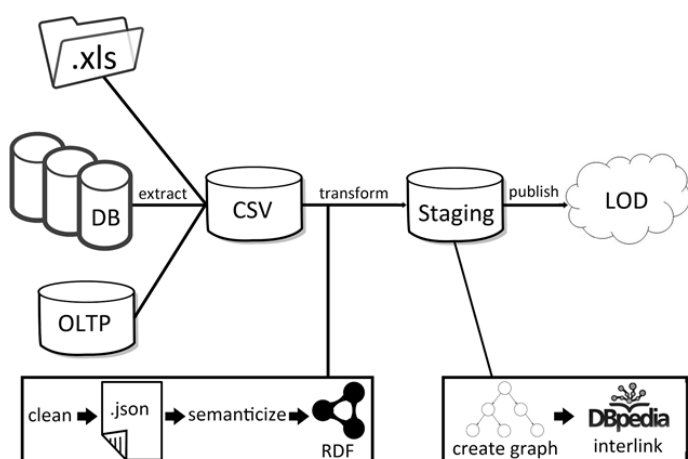 .xls
DB
extract
CSV
transform
Staging
publish
LOD
OLTP
clean
.json
semanticize
RDF
create graph
DBpedia
interlink